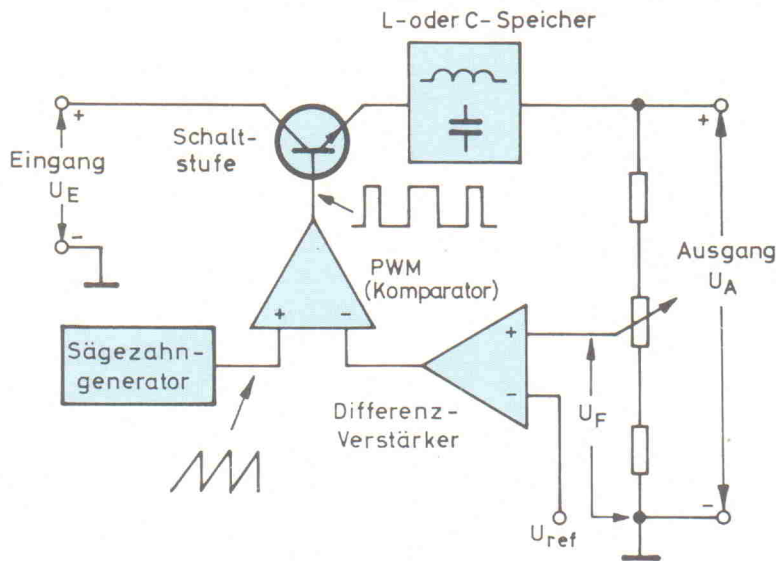 L-oder C-Speicher
+
Schalt-
stufe
+
Eingang
U_E
-
Ausgang
U_A
PWM
(Komparator)
+ -
+
Sägezahn-
generator
-
U_F
Differenz-
Verstärker
-
U_ref